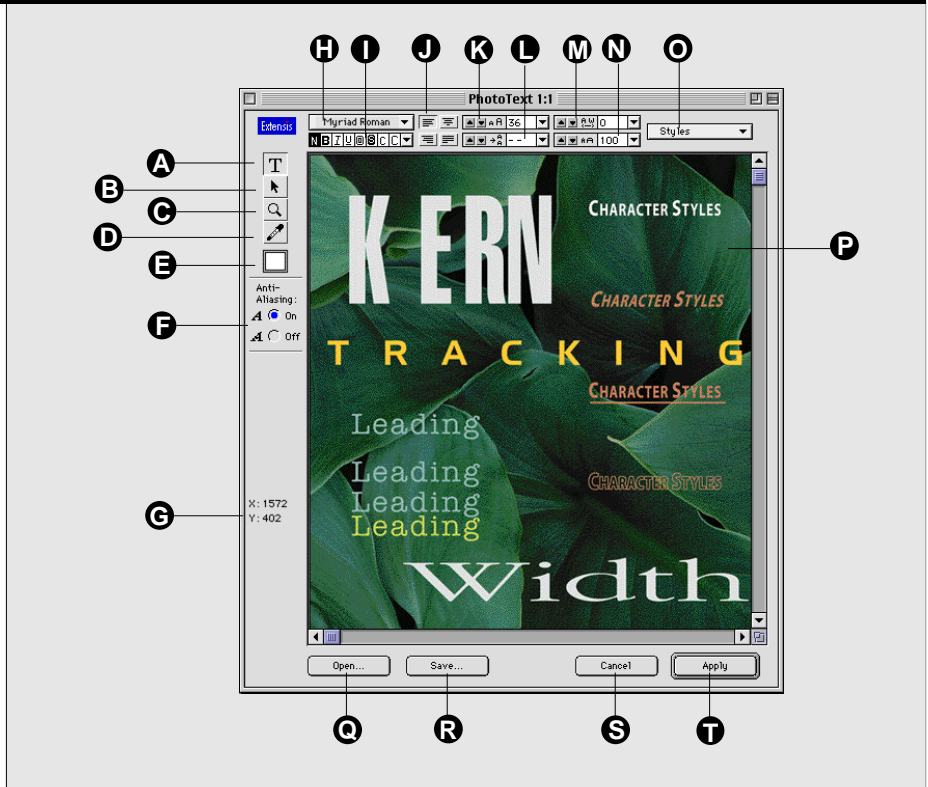 H I J K L M N O
PhotoText 1:1
Extensis
Myriad Roman
A A 36
A W 0
Styles
N B I U O S C C
A --
A A 100
A
T
B
C
D
E
Anti-
Aliasing:
A On
F
A Off
G
X: 1572
Y: 402
KERN
CHARACTER STYLES
P
CHARACTER STYLES
TRACKING
CHARACTER STYLES
Leading
Leading
CHARACTER STYLES
Leading
Leading
Width
Open...
Save...
Cancel
Apply
Q R S T